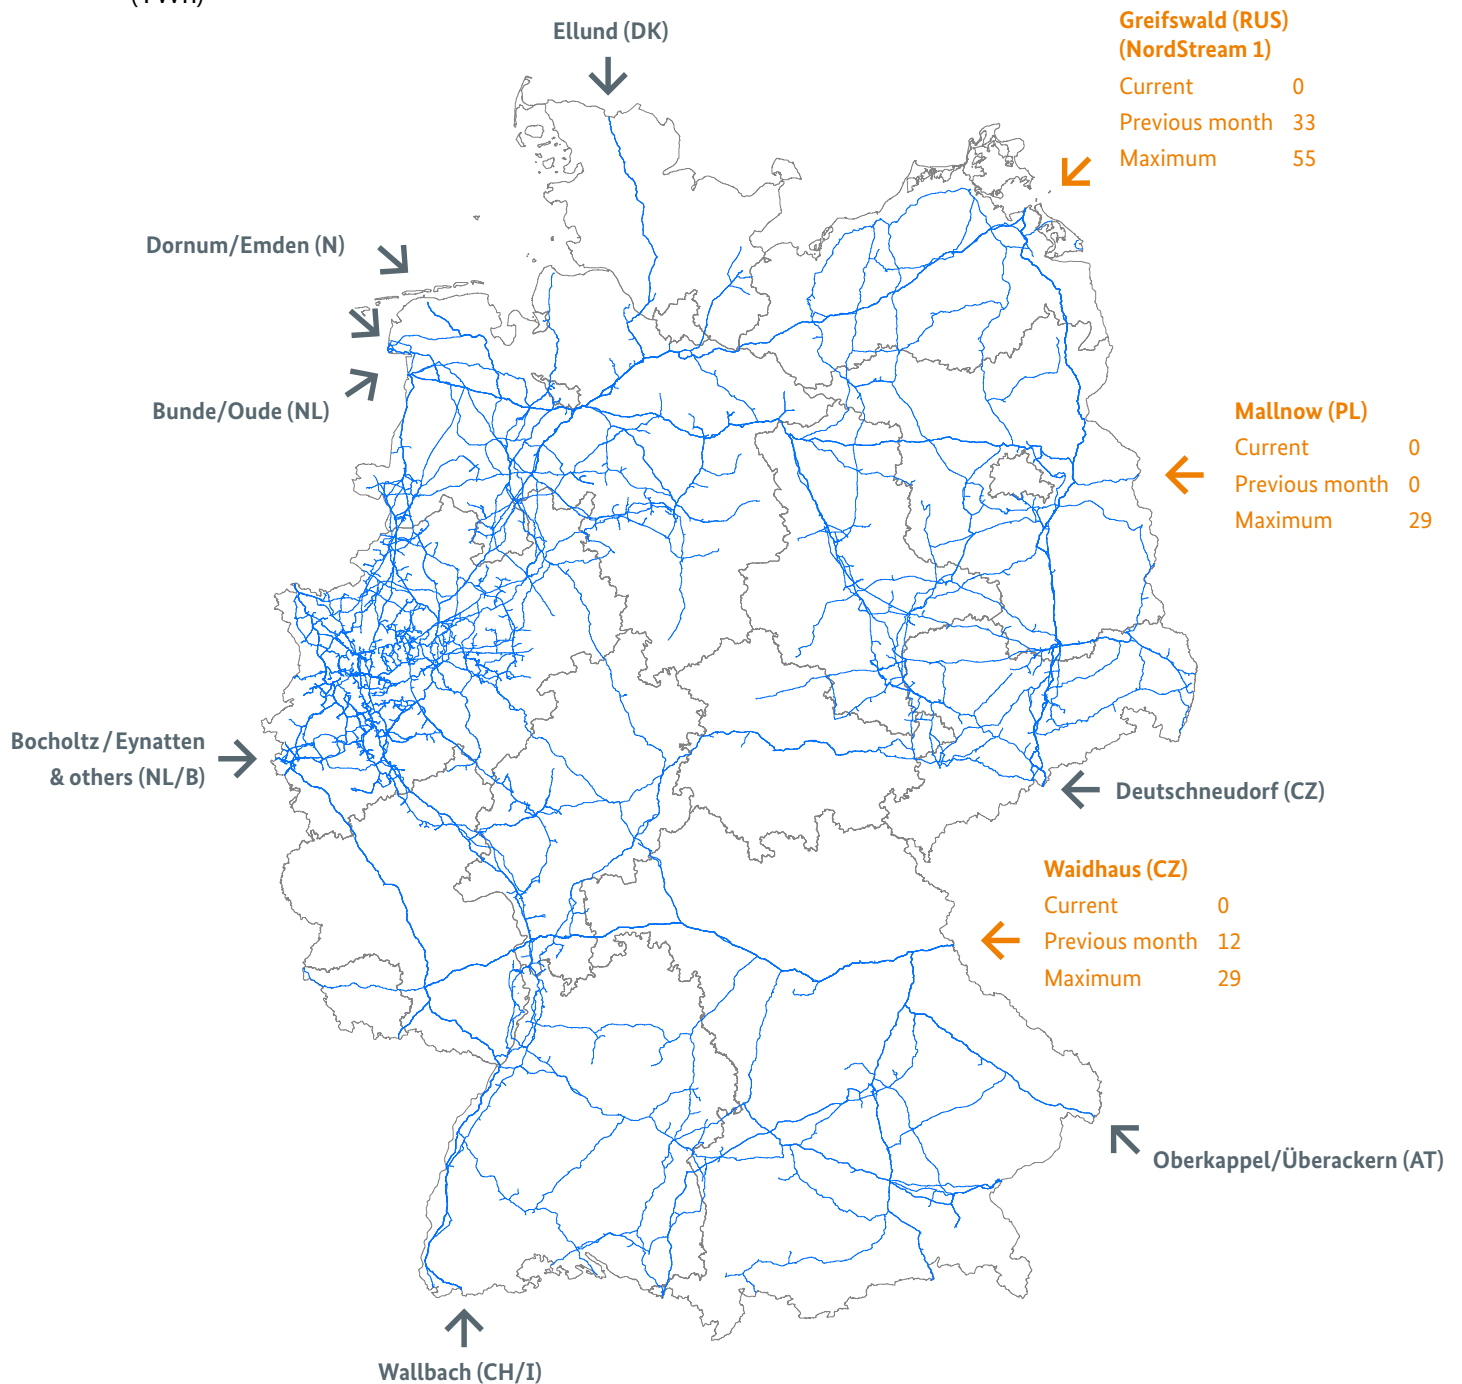 (TWh)
Ellund (DK)
Greifswald (RUS)
(NordStream 1)
Current 0
Previous month 33
Maximum 55
Dornum/Emden (N)
Bunde/Oude (NL)
Mallnow (PL)
Current 0
Previous month 0
Maximum 29
Bocholtz / Eynatten
& others (NL/B)
Deutschneudorf (CZ)
Waidhaus (CZ)
Current 0
Previous month 12
Maximum 29
Oberkappel/Überackern (AT)
Wallbach (CH/I)